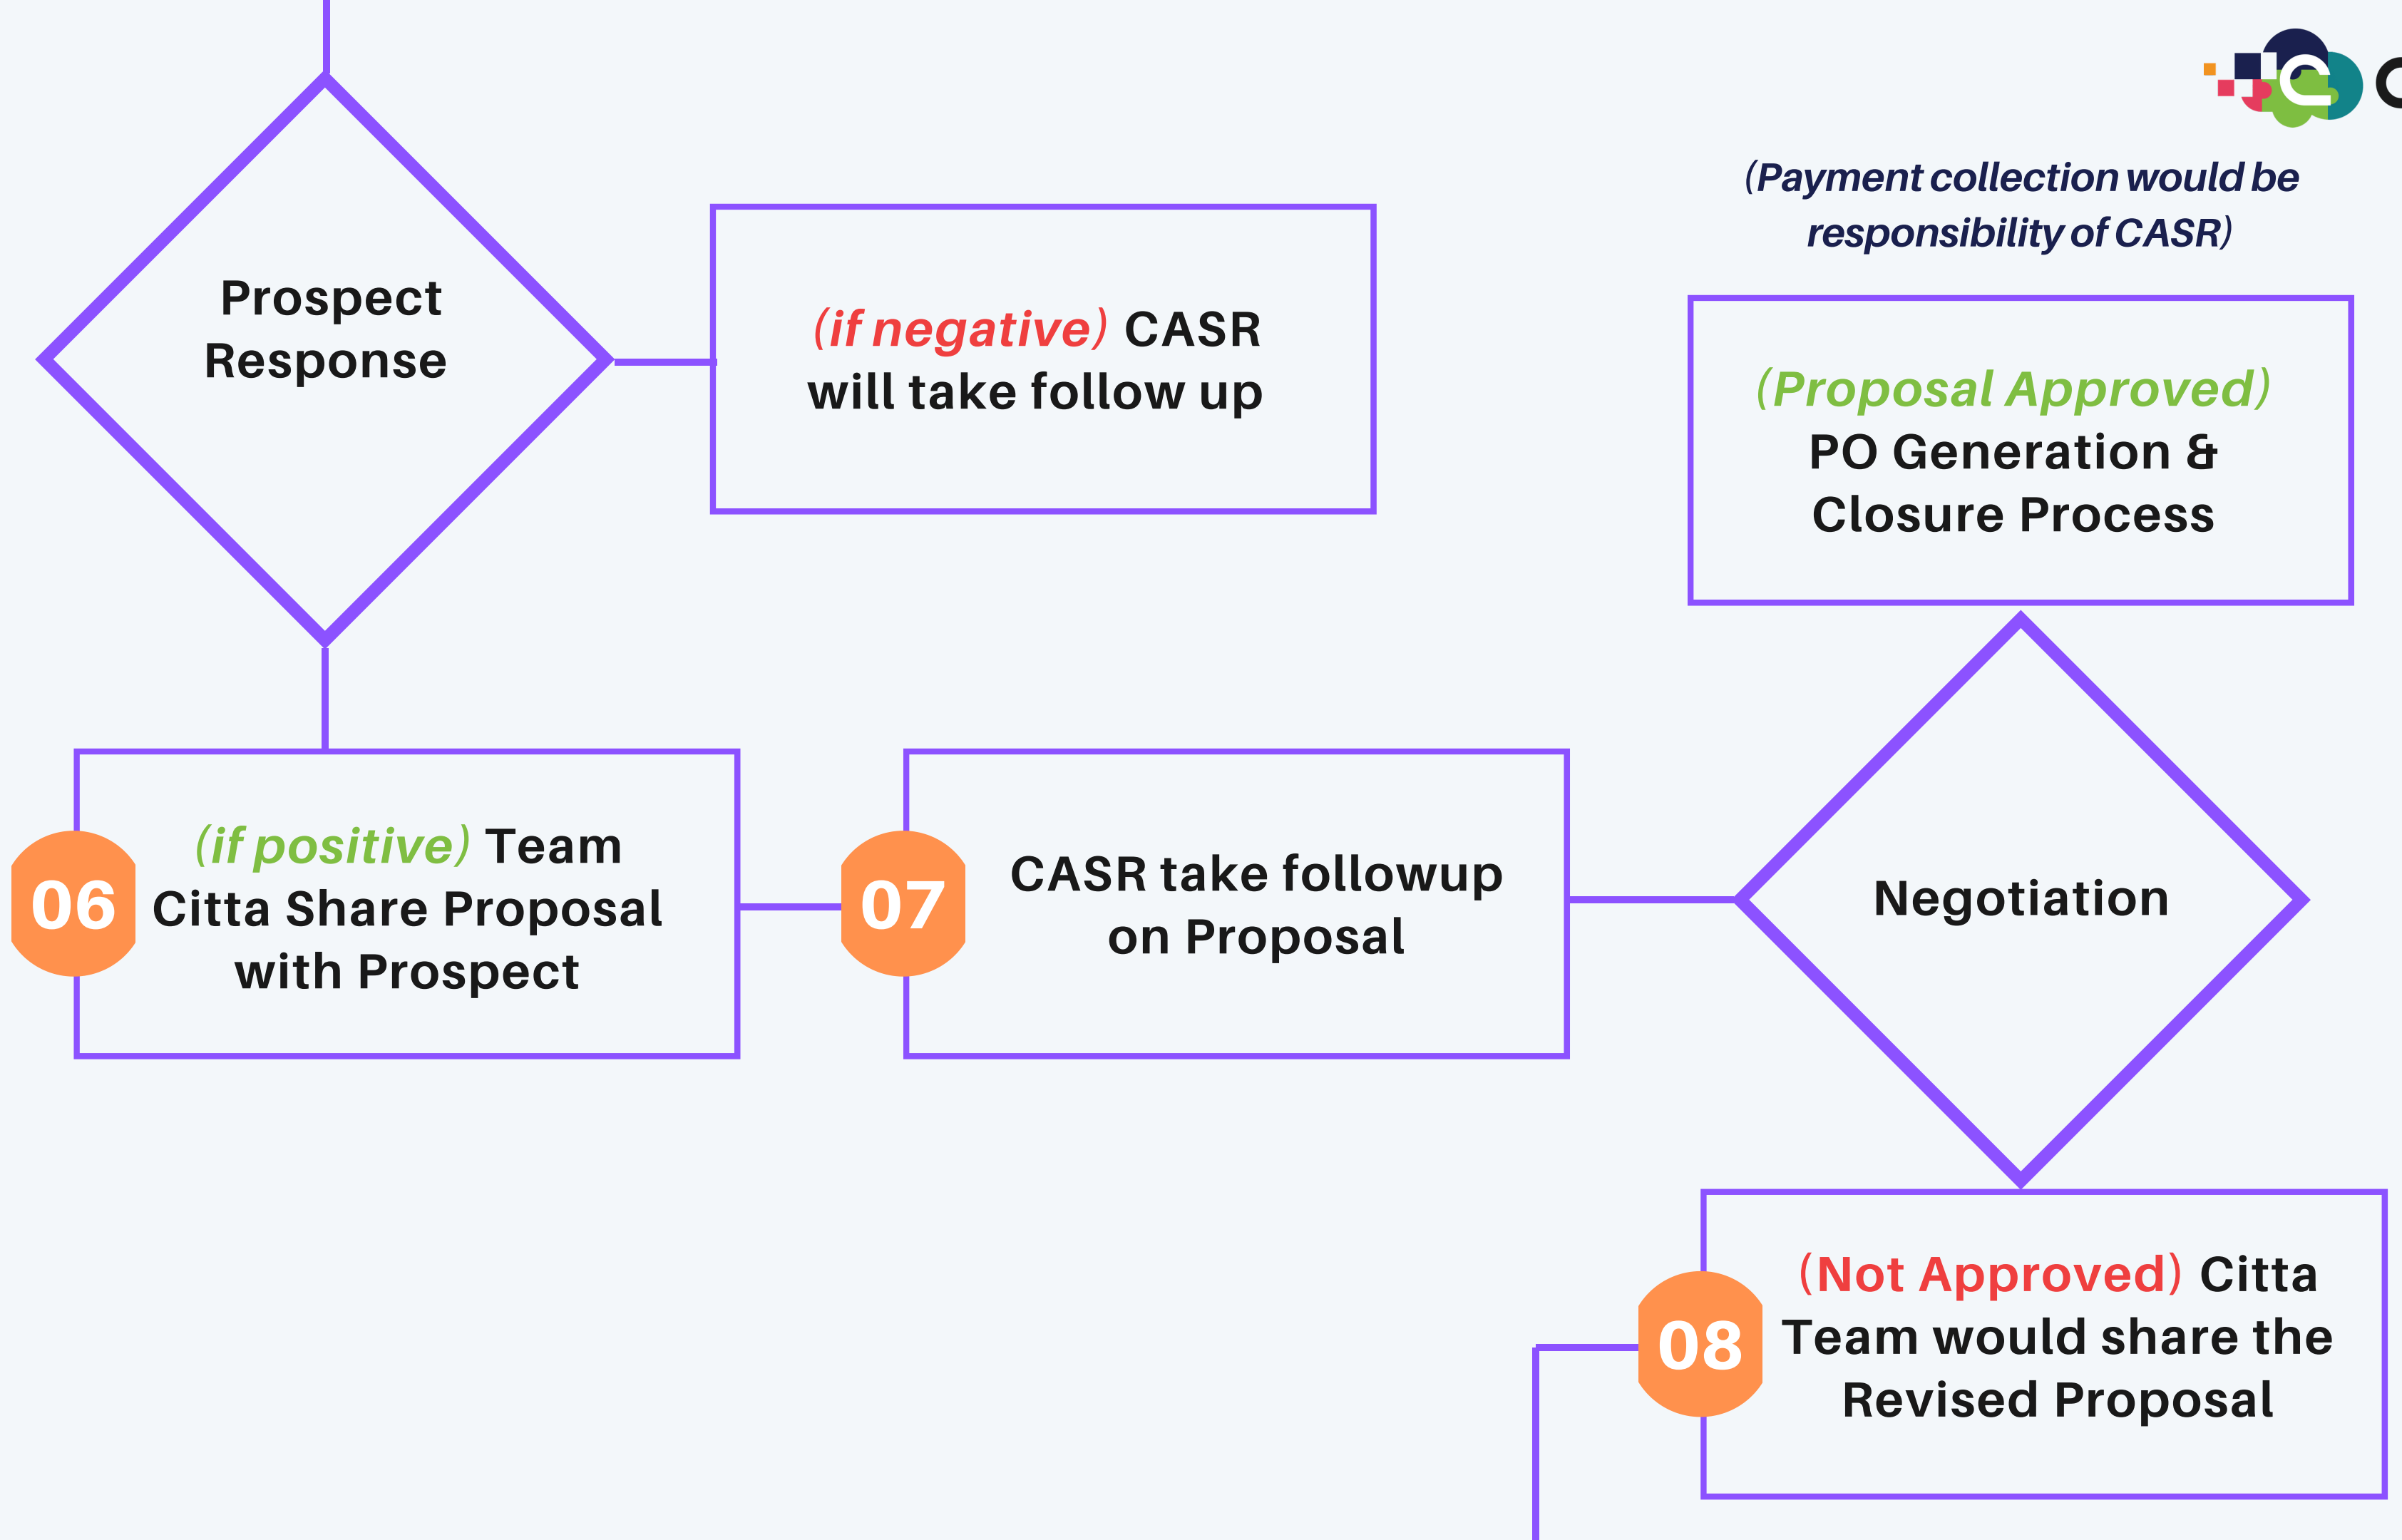 Prospect
Response
(if negative) CASR
will take follow up
(Payment collection would be
responsibility of CASR)
(Proposal Approved)
PO Generation &
Closure Process
06
(if positive) Team
Citta Share Proposal
with Prospect
07
CASR take followup
on Proposal
Negotiation
08
(Not Approved) Citta
Team would share the
Revised Proposal